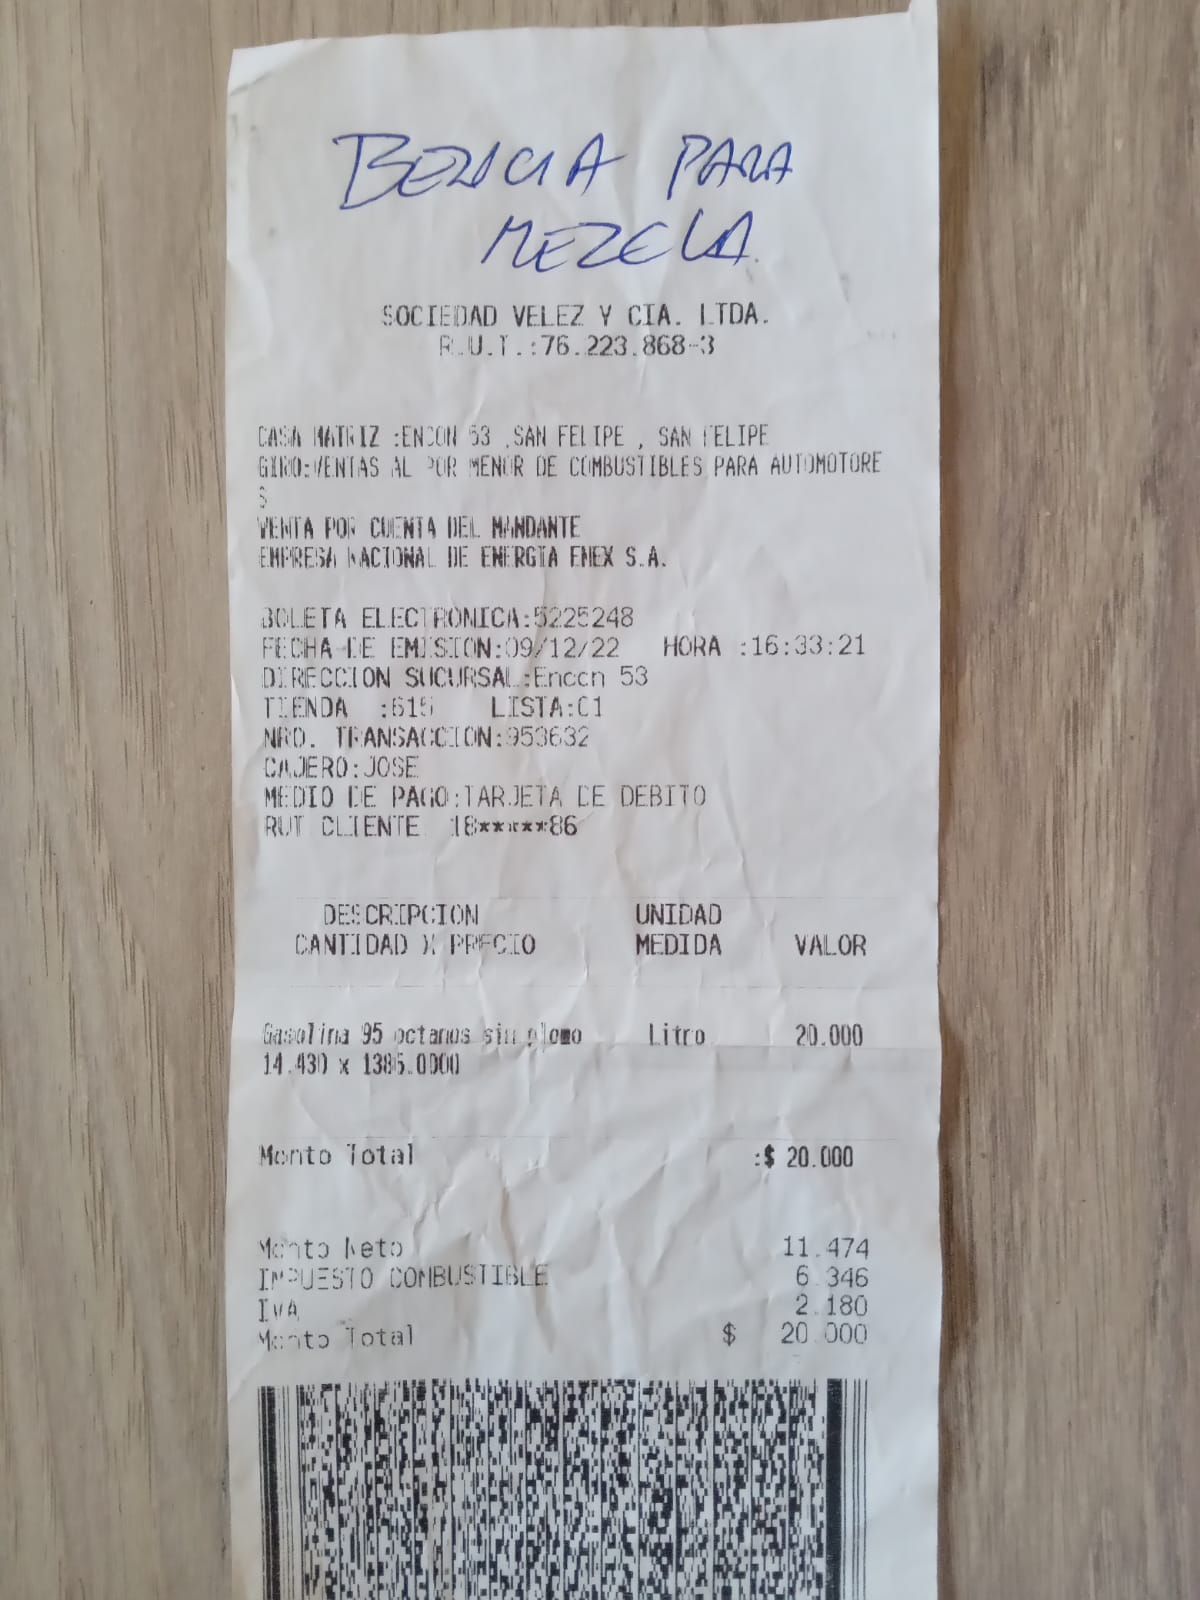 BENCINA PARA
MEZCLA
SOCIEDAD VELEZ Y CIA. LTDA.
R.U.T.:76.223.868-3
CASA MATRIZ :ENCON 53 ,SAN FELIPE , SAN FELIPE
GIRO:VENTAS AL POR MENOR DE COMBUSTIBLES PARA AUTOMOTORE
S
VENTA POR CUENTA DEL MANDANTE
EMPRESA NACIONAL DE ENERGIA ENEX S.A.
BOLETA ELECTRONICA:5225248
FECHA DE EMISION:09/12/22 HORA :16:33:21
DIRECCION SUCURSAL:Encon 53
TIENDA :615 LISTA:01
NRO. TRANSACCION:953632
CAJERO:JOSE
MEDIO DE PAGO:TARJETA DE DEBITO
RUT CLIENTE 18*****86
DESCRIPCION UNIDAD
CANTIDAD X PRECIO MEDIDA VALOR
Gasolina 95 octanos sin plomo Litro 20.000
14.430 x 1386.0000
Monto Total :$ 20.000
Monto Neto 11.474
IMPUESTO COMBUSTIBLE 6.346
IVA 2.180
Monto Total $ 20.000